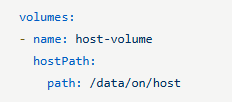 volumes:
- name: host-volume
  hostPath:
    path: /data/on/host